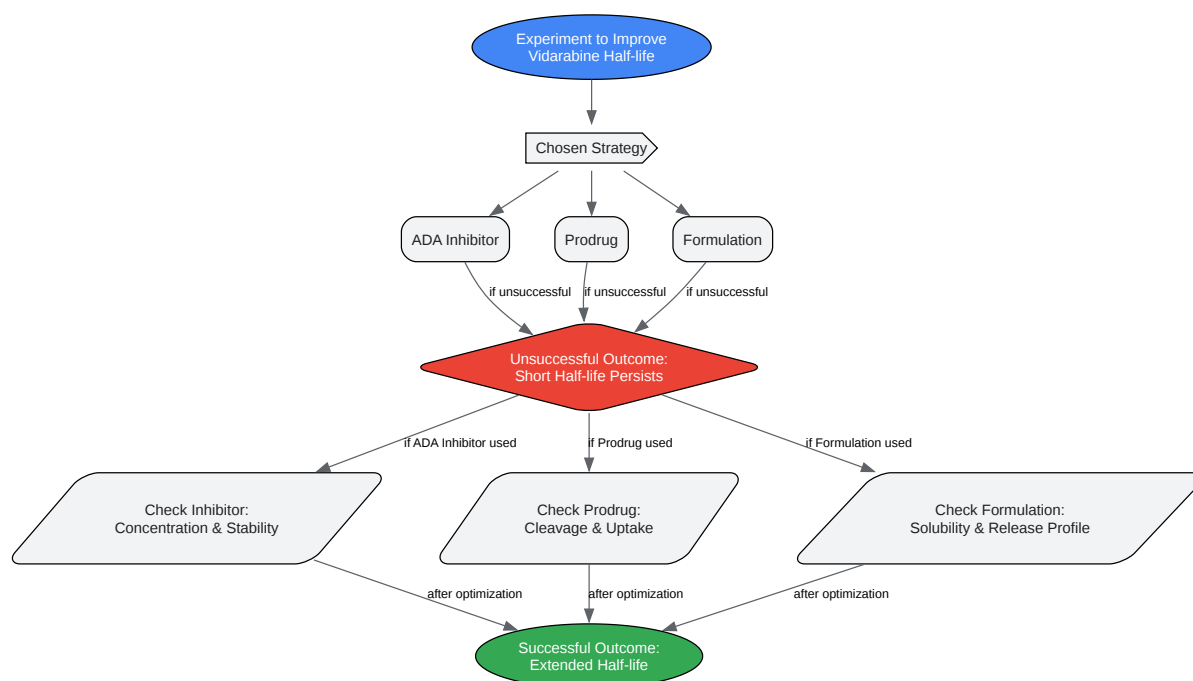 Experiment to Improve
Vidarabine Half-life
Chosen Strategy
ADA Inhibitor
Prodrug
Formulation
if unsuccessful
if unsuccessful
if unsuccessful
Unsuccessful Outcome:
Short Half-life Persists
if ADA Inhibitor used
if Prodrug used
if Formulation used
Check Inhibitor:
Concentration & Stability
Check Prodrug:
Cleavage & Uptake
Check Formulation:
Solubility & Release Profile
after optimization
after optimization
after optimization
Successful Outcome:
Extended Half-life